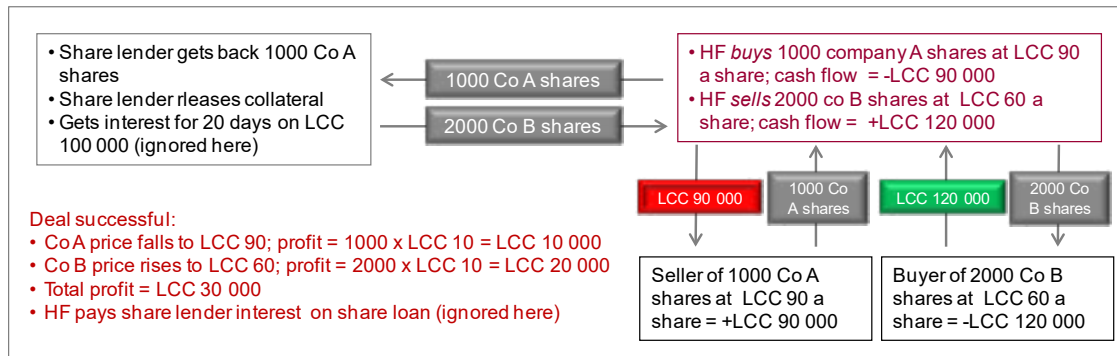 • Share lender gets back 1000 Co A
shares
• Share lender rleases collateral
• Gets interest for 20 days on LCC
100 000 (ignored here)
1000 Co A shares
2000 Co B shares
• HF buys 1000 company A shares at LCC 90
a share; cash flow = -LCC 90 000
• HF sells 2000 co B shares at LCC 60 a
share; cash flow = +LCC 120 000
LCC 90 000
1000 Co
A shares
LCC 120 000
2000 Co
B shares
Deal successful:
• Co A price falls to LCC 90; profit = 1000 x LCC 10 = LCC 10 000
• Co B price rises to LCC 60; profit = 2000 x LCC 10 = LCC 20 000
• Total profit = LCC 30 000
• HF pays share lender interest on share loan (ignored here)
Seller of 1000 Co A
shares at LCC 90 a
share = +LCC 90 000
Buyer of 2000 Co B
shares at LCC 60 a
share = -LCC 120 000